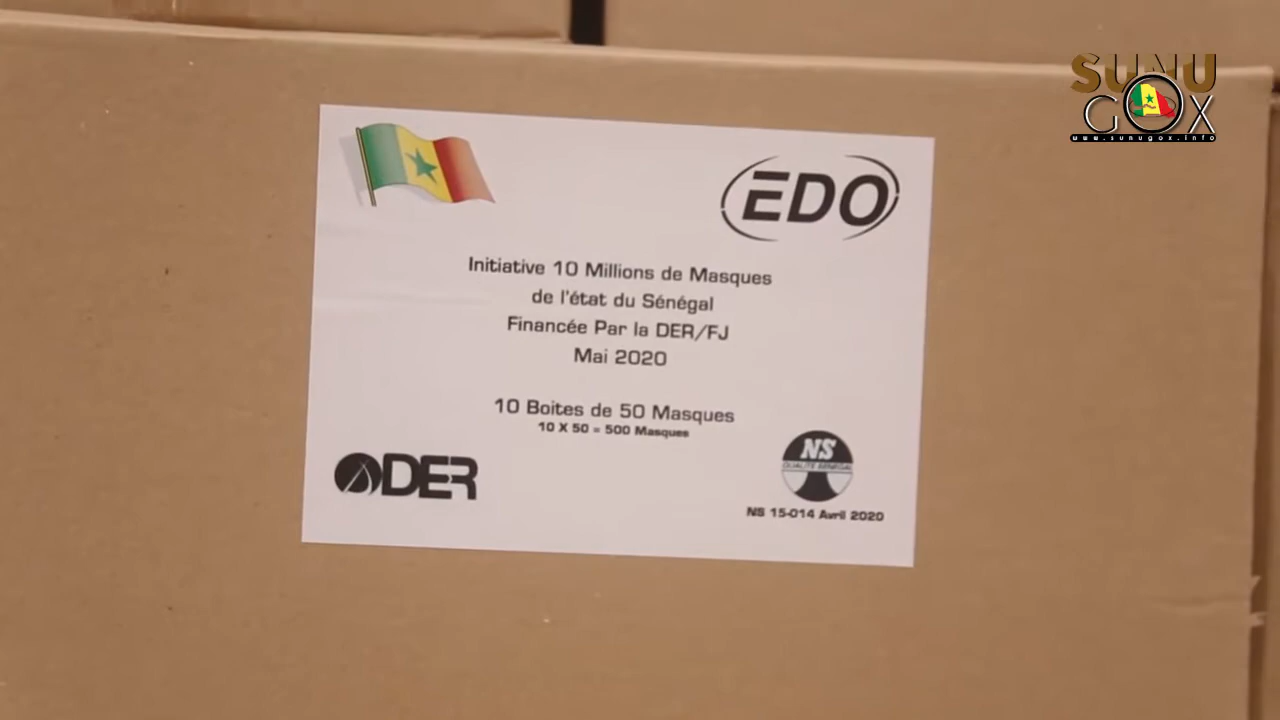 SUNU
GOX
www.sunugox.info
EDO
Initiative 10 Millions de Masques
de l'état du Sénégal
Financée Par la DER/FJ
Mai 2020
10 Boites de 50 Masques
10 X 50 = 500 Masques
DER
NS
QUALITÉ SÉNÉGAL
NS 15-014 Avril 2020